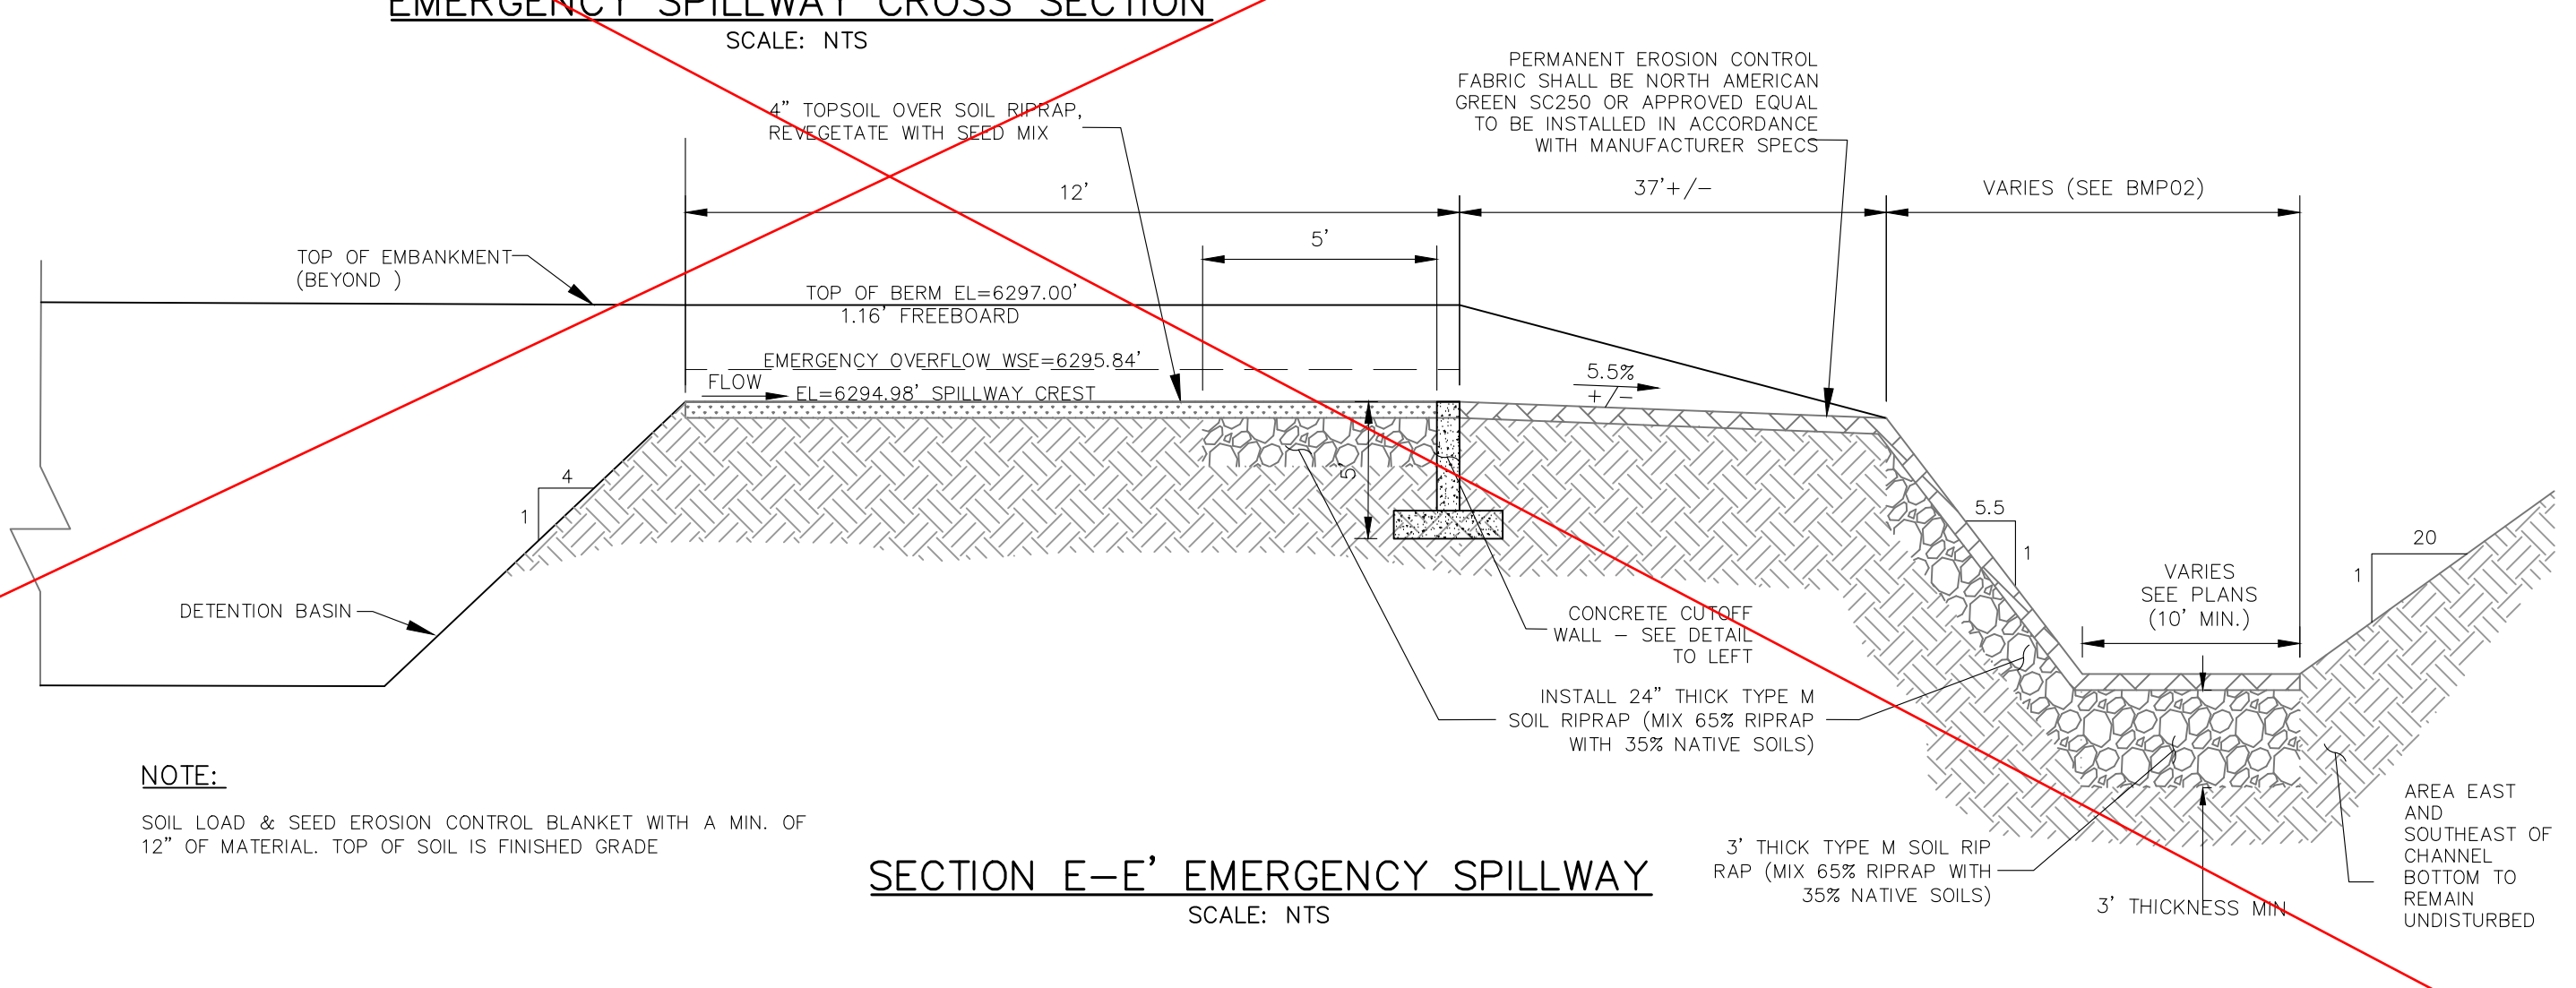 EMERGENCY SPILLWAY CROSS SECTION
SCALE: NTS
4" TOPSOIL OVER SOIL RIPRAP,
REVEGETATE WITH SEED MIX
PERMANENT EROSION CONTROL
FABRIC SHALL BE NORTH AMERICAN
GREEN SC250 OR APPROVED EQUAL
TO BE INSTALLED IN ACCORDANCE
WITH MANUFACTURER SPECS
12'
37'+/-
VARIES (SEE BMP02)
5'
TOP OF EMBANKMENT
(BEYOND )
TOP OF BERM EL=6297.00'
1.16' FREEBOARD
EMERGENCY OVERFLOW WSE=6295.84'
FLOW
EL=6294.98' SPILLWAY CREST
5.5%
+/-
4
1
5'
5.5
1
20
1
VARIES
SEE PLANS
(10' MIN.)
DETENTION BASIN
CONCRETE CUTOFF
WALL - SEE DETAIL
TO LEFT
INSTALL 24" THICK TYPE M
SOIL RIPRAP (MIX 65% RIPRAP
WITH 35% NATIVE SOILS)
NOTE:
SOIL LOAD & SEED EROSION CONTROL BLANKET WITH A MIN. OF
12" OF MATERIAL. TOP OF SOIL IS FINISHED GRADE
3' THICK TYPE M SOIL RIP
RAP (MIX 65% RIPRAP WITH
35% NATIVE SOILS)
3' THICKNESS MIN
AREA EAST
AND
SOUTHEAST OF
CHANNEL
BOTTOM TO
REMAIN
UNDISTURBED
SECTION E-E' EMERGENCY SPILLWAY
SCALE: NTS